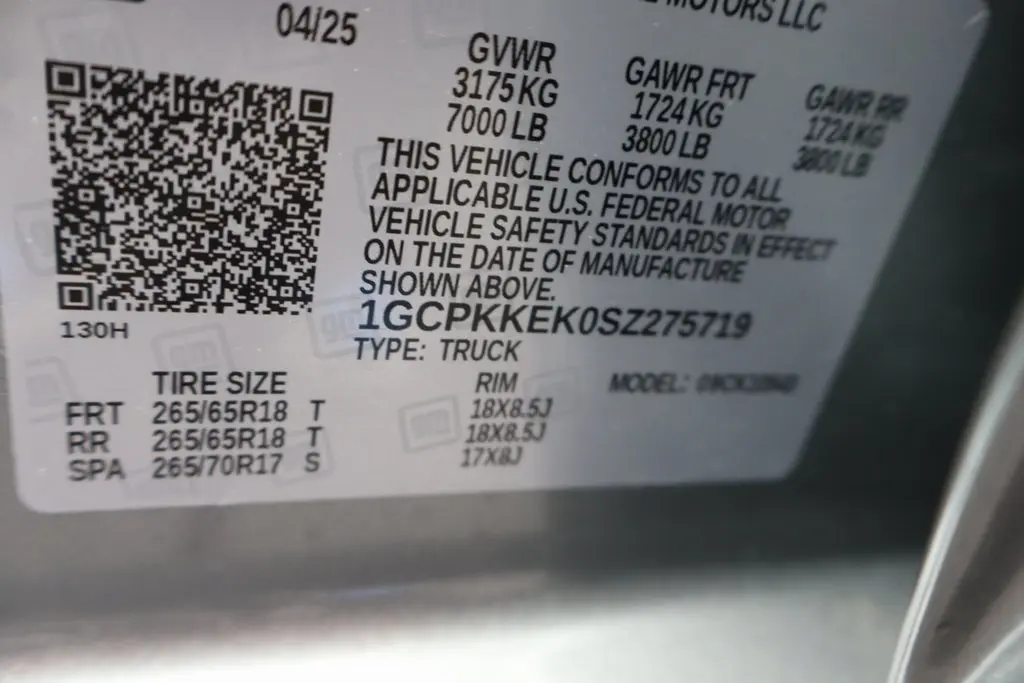 MOTORS LLC
04/25
GVWR GAWR FRT GAWR RR
3175 KG 1724 KG 1724 KG
7000 LB 3800 LB 3800 LB
THIS VEHICLE CONFORMS TO ALL
APPLICABLE U.S. FEDERAL MOTOR
VEHICLE SAFETY STANDARDS IN EFFECT
ON THE DATE OF MANUFACTURE
SHOWN ABOVE.
130H
1GCPKKEK0SZ275719
TYPE: TRUCK
TIRE SIZE RIM MODEL:
FRT 265/65R18 T 18X8.5J
RR 265/65R18 T 18X8.5J
SPA 265/70R17 S 17X8J